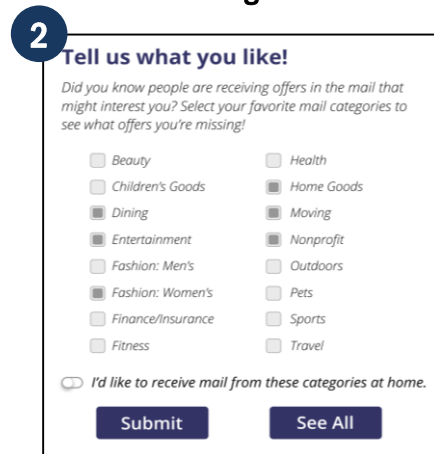 2
Tell us what you like!
Did you know people are receiving offers in the mail that
might interest you? Select your favorite mail categories to
see what offers you're missing!
Beauty
Children's Goods
Dining
Entertainment
Fashion: Men's
Fashion: Women's
Finance/Insurance
Fitness
Health
Home Goods
Moving
Nonprofit
Outdoors
Pets
Sports
Travel
I'd like to receive mail from these categories at home.
Submit
See All